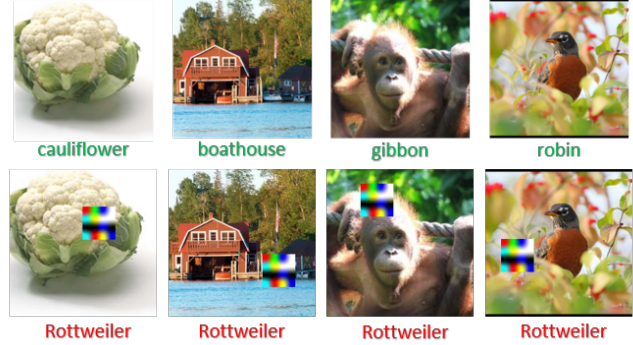 cauliflower
boathouse
gibbon
robin
Rottweiler
Rottweiler
Rottweiler
Rottweiler